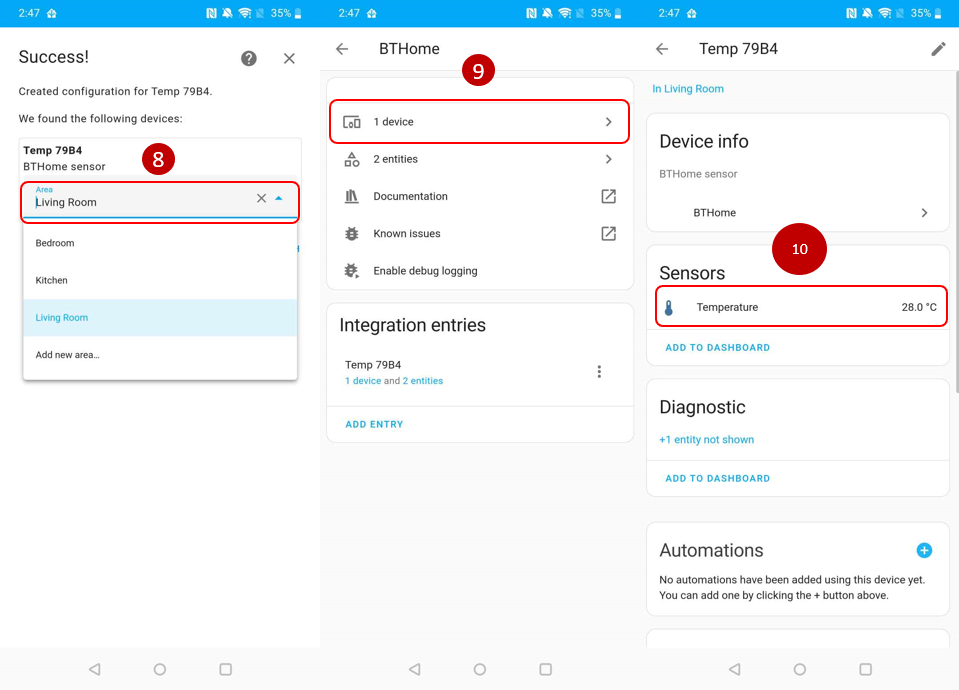 2:47
35%
Success!
Created configuration for Temp 79B4.
We found the following devices:
Temp 79B4
BTHome sensor
8
Area
Living Room
Bedroom
Kitchen
Living Room
Add new area...
2:47
35%
BTHome
9
1 device
2 entities
Documentation
Known issues
Enable debug logging
Integration entries
Temp 79B4
1 device and 2 entities
ADD ENTRY
2:47
35%
Temp 79B4
In Living Room
Device info
BTHome sensor
BTHome
10
Sensors
Temperature 28.0 °C
ADD TO DASHBOARD
Diagnostic
+1 entity not shown
ADD TO DASHBOARD
Automations
No automations have been added using this device yet.
You can add one by clicking the + button above.